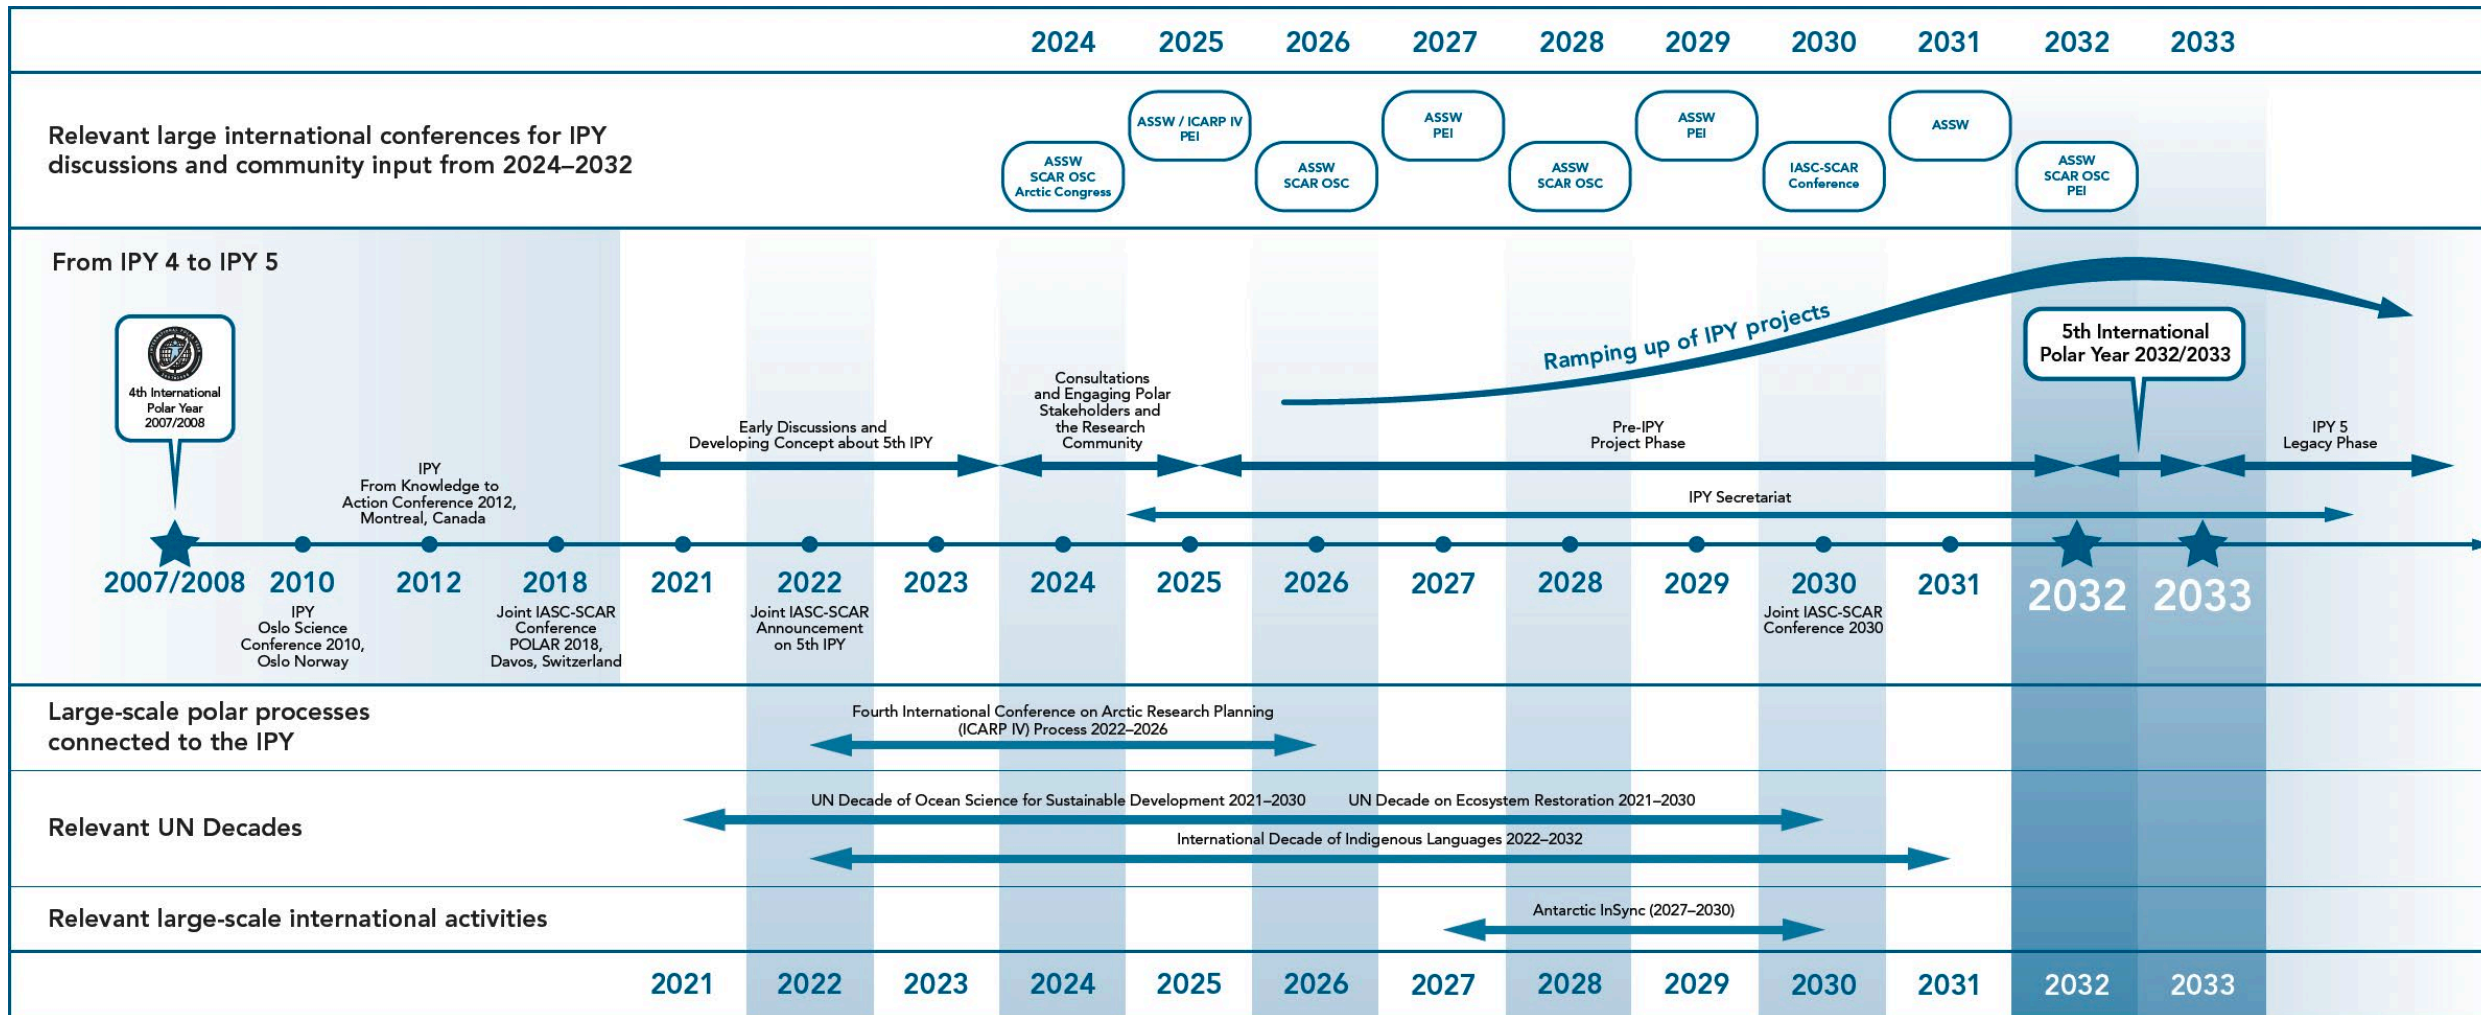 2024 2025 2026 2027 2028 2029 2030 2031 2032 2033
Relevant large international conferences for IPY
discussions and community input from 2024–2032
ASSW
SCAR OSC
Arctic Congress
ASSW / ICARP IV
PEI
ASSW
SCAR OSC
ASSW
PEI
ASSW
SCAR OSC
ASSW
PEI
IASC-SCAR
Conference
ASSW
ASSW
SCAR OSC
PEI
From IPY 4 to IPY 5
4th International
Polar Year
2007/2008
Ramping up of IPY projects
5th International
Polar Year 2032/2033
Early Discussions and
Developing Concept about 5th IPY
Consultations
and Engaging Polar
Stakeholders and
the Research
Community
Pre-IPY
Project Phase
IPY 5
Legacy Phase
IPY
From Knowledge to
Action Conference 2012,
Montreal, Canada
IPY Secretariat
2007/2008 2010 2012 2018 2021 2022 2023 2024 2025 2026 2027 2028 2029 2030 2031 2032 2033
IPY
Oslo Science
Conference 2010,
Oslo Norway
Joint IASC-SCAR
Conference
POLAR 2018,
Davos, Switzerland
Joint IASC-SCAR
Announcement
on 5th IPY
Joint IASC-SCAR
Conference 2030
Large-scale polar processes
connected to the IPY
Fourth International Conference on Arctic Research Planning
(ICARP IV) Process 2022–2026
Relevant UN Decades
UN Decade of Ocean Science for Sustainable Development 2021–2030
UN Decade on Ecosystem Restoration 2021–2030
International Decade of Indigenous Languages 2022–2032
Relevant large-scale international activities
Antarctic InSync (2027–2030)
2021 2022 2023 2024 2025 2026 2027 2028 2029 2030 2031 2032 2033